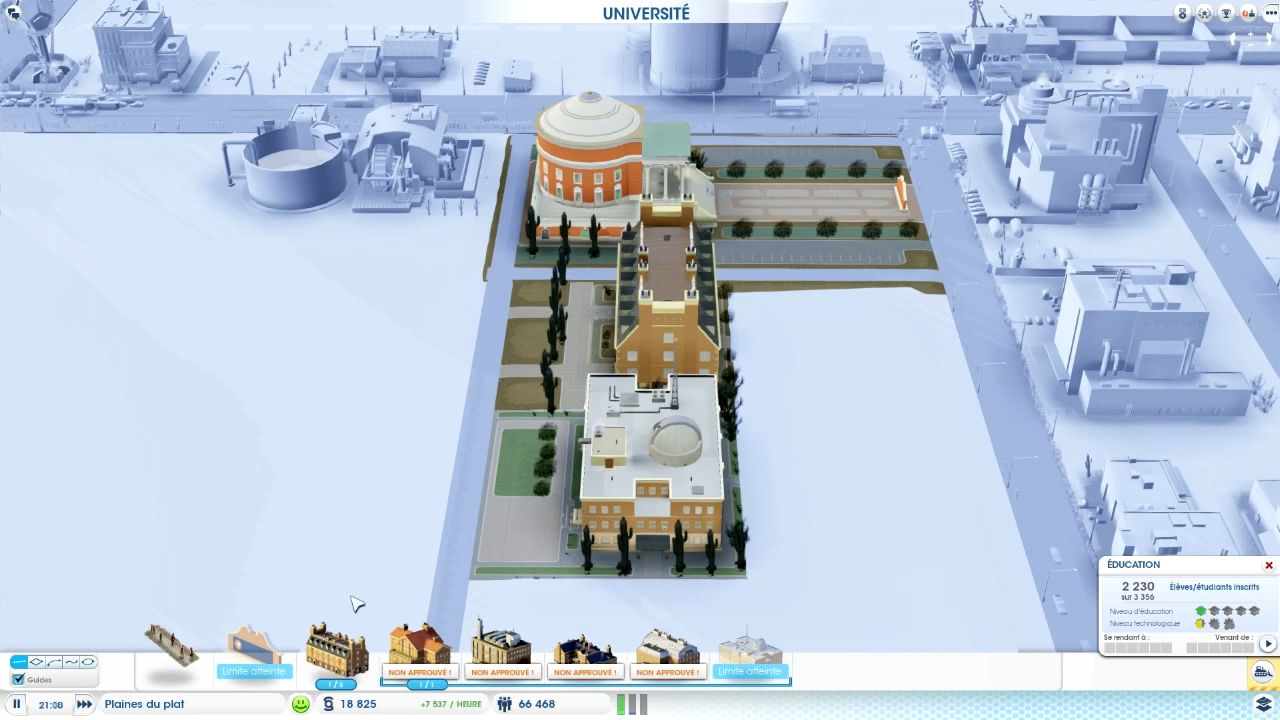 UNIVERSITÉ
ÉDUCATION
2 230
sur 3 356
Élèves/étudiants inscrits
Niveau d'éducation
Niveau technologique
Se rendant à :
Venant de :
Limite atteinte
NON APPROUVÉ !
NON APPROUVÉ !
NON APPROUVÉ !
NON APPROUVÉ !
Limite atteinte
Guides
1 / 3
1 / 1
21:00
Plaines du plat
18 825
+7 537 / HEURE
66 468